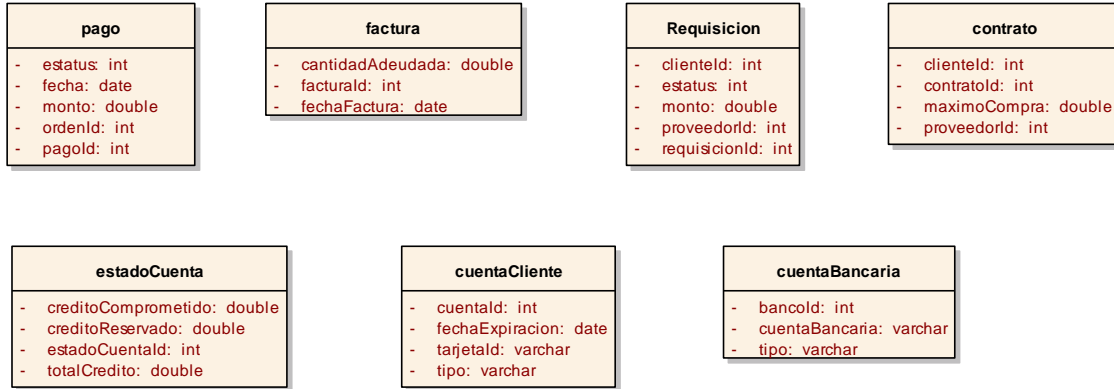 pago
- estatus: int
- fecha: date
- monto: double
- ordenId: int
- pagoId: int
factura
- cantidadAdeudada: double
- facturaId: int
- fechaFactura: date
Requisicion
- clienteId: int
- estatus: int
- monto: double
- proveedorId: int
- requisicionId: int
contrato
- clienteId: int
- contratoId: int
- maximoCompra: double
- proveedorId: int
estadoCuenta
- creditoComprometido: double
- creditoReservado: double
- estadoCuentaId: int
- totalCredito: double
cuentaCliente
- cuentaId: int
- fechaExpiracion: date
- tarjetaId: varchar
- tipo: varchar
cuentaBancaria
- bancoId: int
- cuentaBancaria: varchar
- tipo: varchar